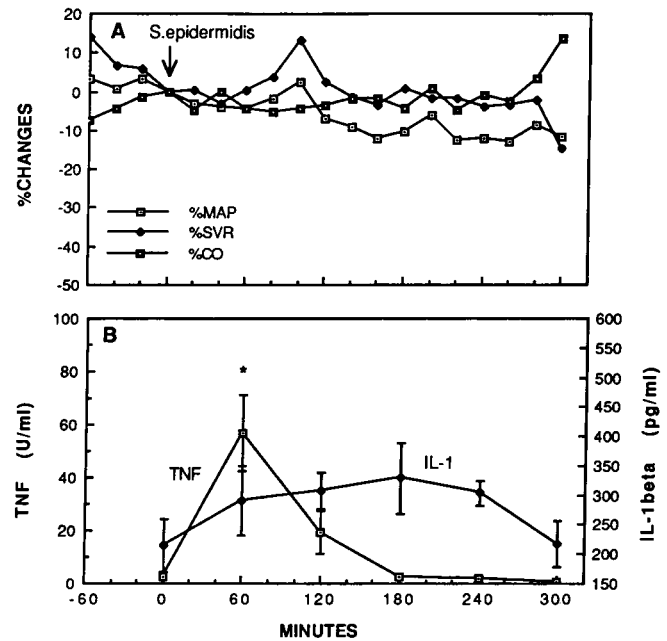 A
S.epidermidis
20
10
0
-10
-20
-30
-40
-50
%CHANGES
%MAP
%SVR
%CO
B
100
80
60
40
20
0
TNF (U/ml)
600
550
500
450
400
350
300
250
200
150
IL-1beta (pg/ml)
*
TNF
IL-1
-60 0 60 120 180 240 300
MINUTES